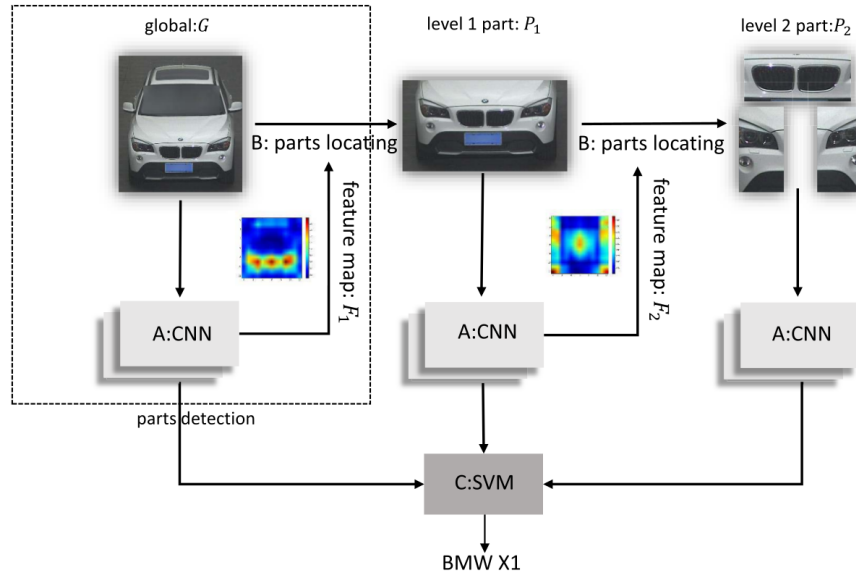 global:G
level 1 part: P₁
level 2 part:P₂
B: parts locating
B: parts locating
feature map: F₁
feature map: F₂
A:CNN
A:CNN
A:CNN
parts detection
C:SVM
BMW X1